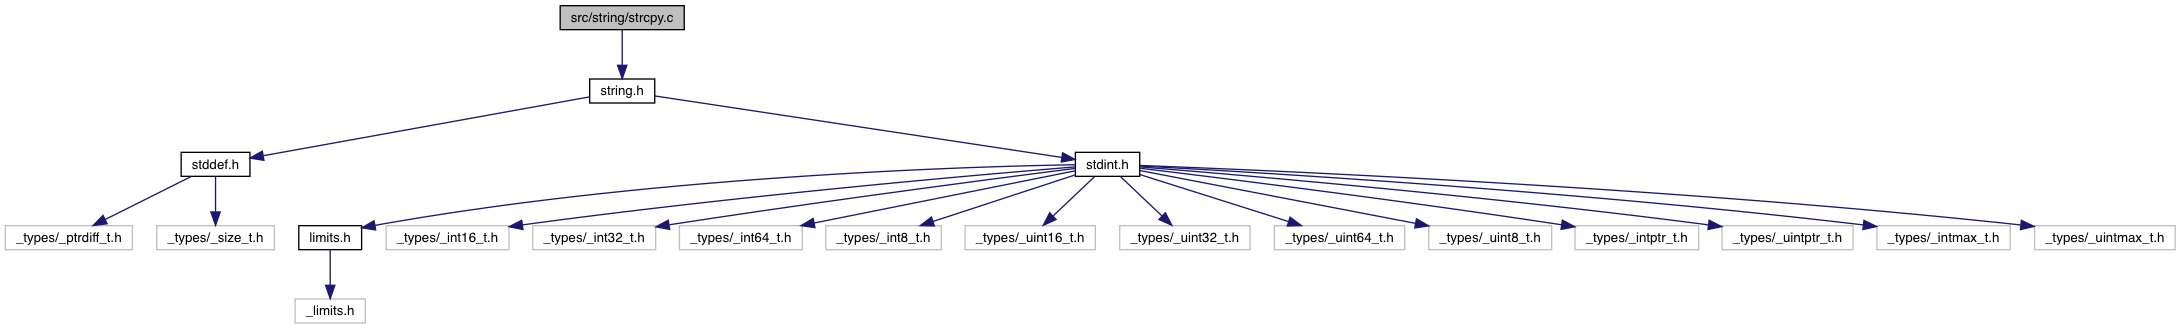 src/string/strcpy.c
string.h
stddef.h
stdint.h
_types/_ptrdiff_t.h
_types/_size_t.h
limits.h
_types/_int16_t.h
_types/_int32_t.h
_types/_int64_t.h
_types/_int8_t.h
_types/_uint16_t.h
_types/_uint32_t.h
_types/_uint64_t.h
_types/_uint8_t.h
_types/_intptr_t.h
_types/_uintptr_t.h
_types/_intmax_t.h
_types/_uintmax_t.h
_limits.h